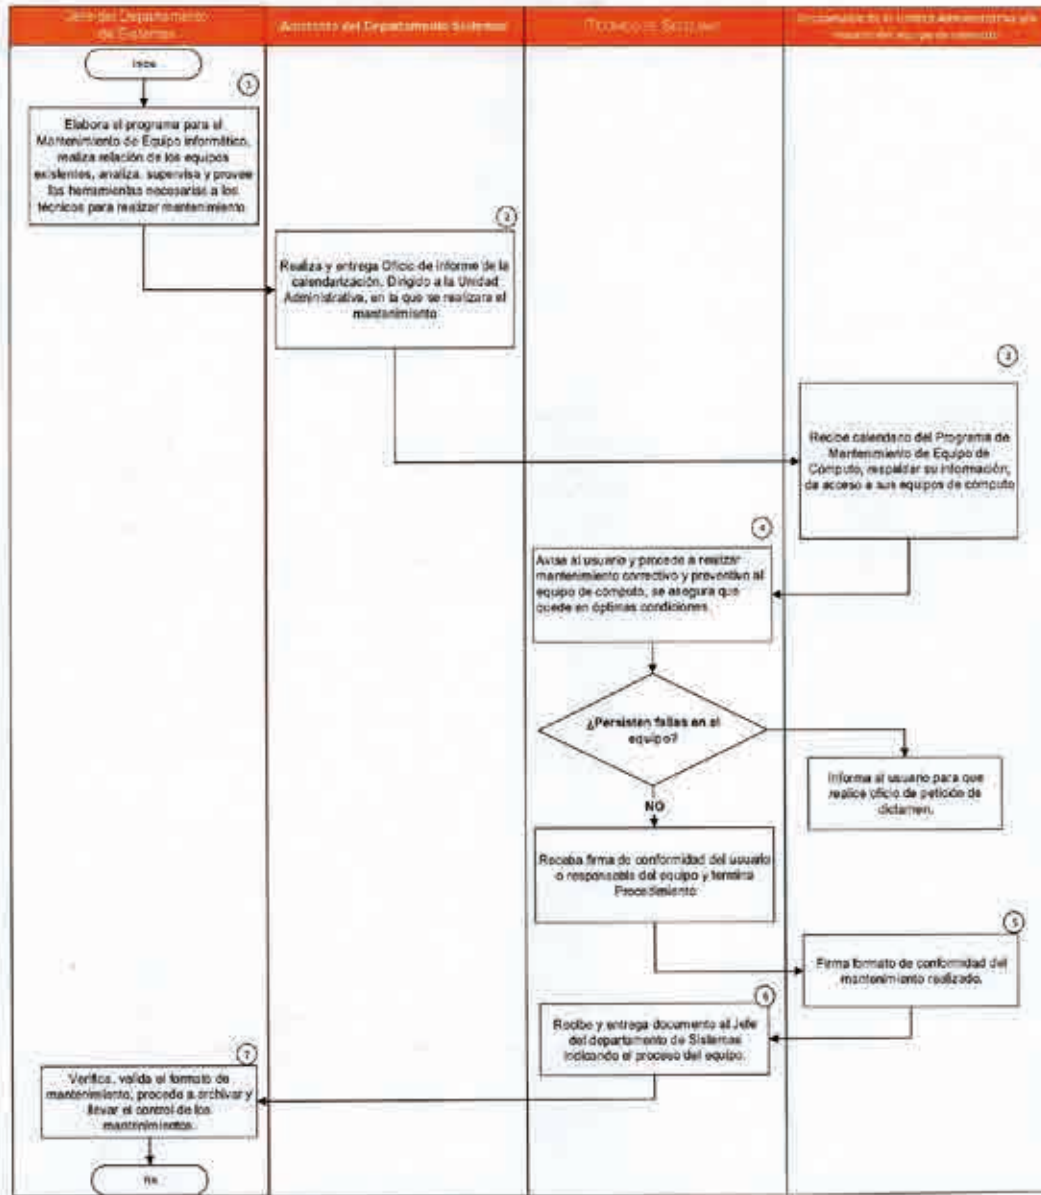 Jefe del Departamento
de Sistemas
Asistente del Departamento Sistemas
TECNICO DE SISTEMAS
Inicio
1
Elabora el programa para el
Mantenimiento de Equipo informático,
realiza relación de los equipos
existentes, analiza, supervisa y provee
las herramientas necesarias a los
técnicos para realizar mantenimiento
2
Realiza y entrega Oficio de informe de la
calendarización, Dirigido a la Unidad
Administrativa, en la que se realizara el
mantenimiento
3
Recibe calendario del Programa de
Mantenimiento de Equipo de
Cómputo, respaldar su información,
da acceso a sus equipos de cómputo
4
Avisa al usuario y procede a realizar
mantenimiento correctivo y preventivo al
equipo de cómputo, se asegura que
quede en óptimas condiciones.
¿Persisten fallas en el
equipo?
Informa al usuario para que
realice oficio de petición de
dictamen.
NO
Recaba firma de conformidad del usuario
o responsable del equipo y termina
Procedimiento
5
Firma formato de conformidad del
mantenimiento realizado.
6
Recibe y entrega documento al Jefe
del departamento de Sistemas
indicando el proceso del equipo.
7
Verifica, valida el formato de
mantenimiento, procede a archivar y
llevar el control de los
mantenimientos.